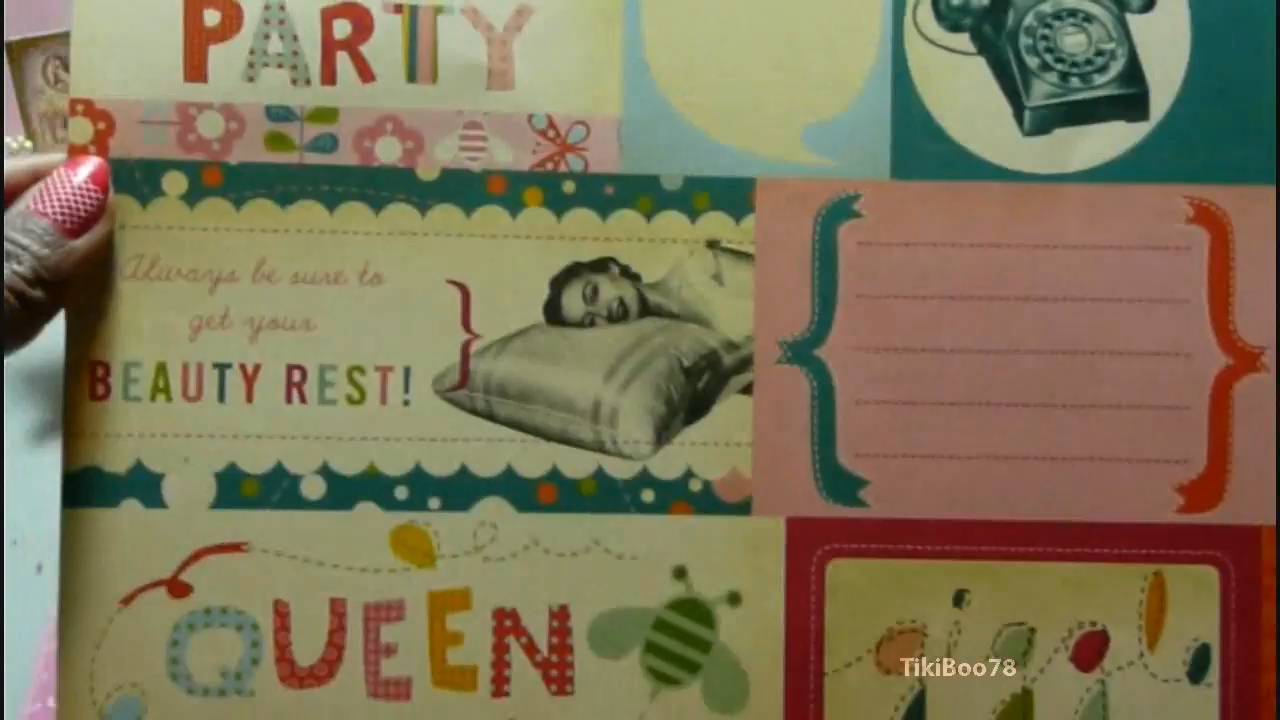 PARTY
Always be sure to
get your
BEAUTY REST!
QUEEN
TikiBoo78